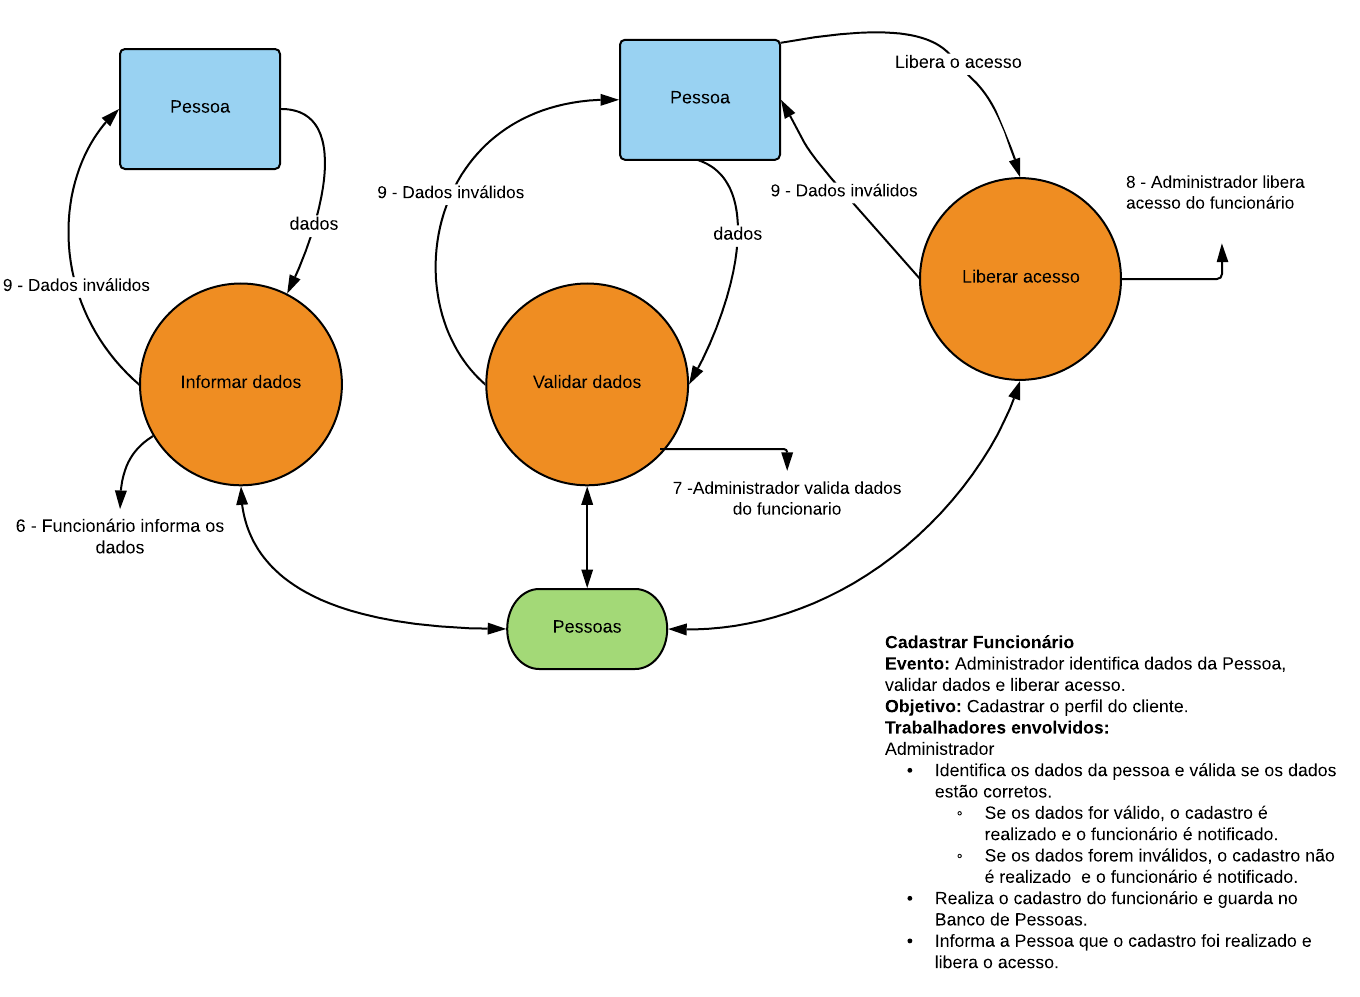 Pessoa
dados
9 - Dados inválidos
Informar dados
6 - Funcionário informa os
dados
Pessoa
Libera o acesso
9 - Dados inválidos
dados
9 - Dados inválidos
Validar dados
7 -Administrador valida dados
do funcionario
Liberar acesso
8 - Administrador libera
acesso do funcionário
Pessoas
Cadastrar Funcionário
Evento: Administrador identifica dados da Pessoa,
validar dados e liberar acesso.
Objetivo: Cadastrar o perfil do cliente.
Trabalhadores envolvidos:
Administrador
• Identifica os dados da pessoa e válida se os dados
estão corretos.
◦ Se os dados for válido, o cadastro é
realizado e o funcionário é notificado.
◦ Se os dados forem inválidos, o cadastro não
é realizado  e o funcionário é notificado.
• Realiza o cadastro do funcionário e guarda no
Banco de Pessoas.
• Informa a Pessoa que o cadastro foi realizado e
libera o acesso.